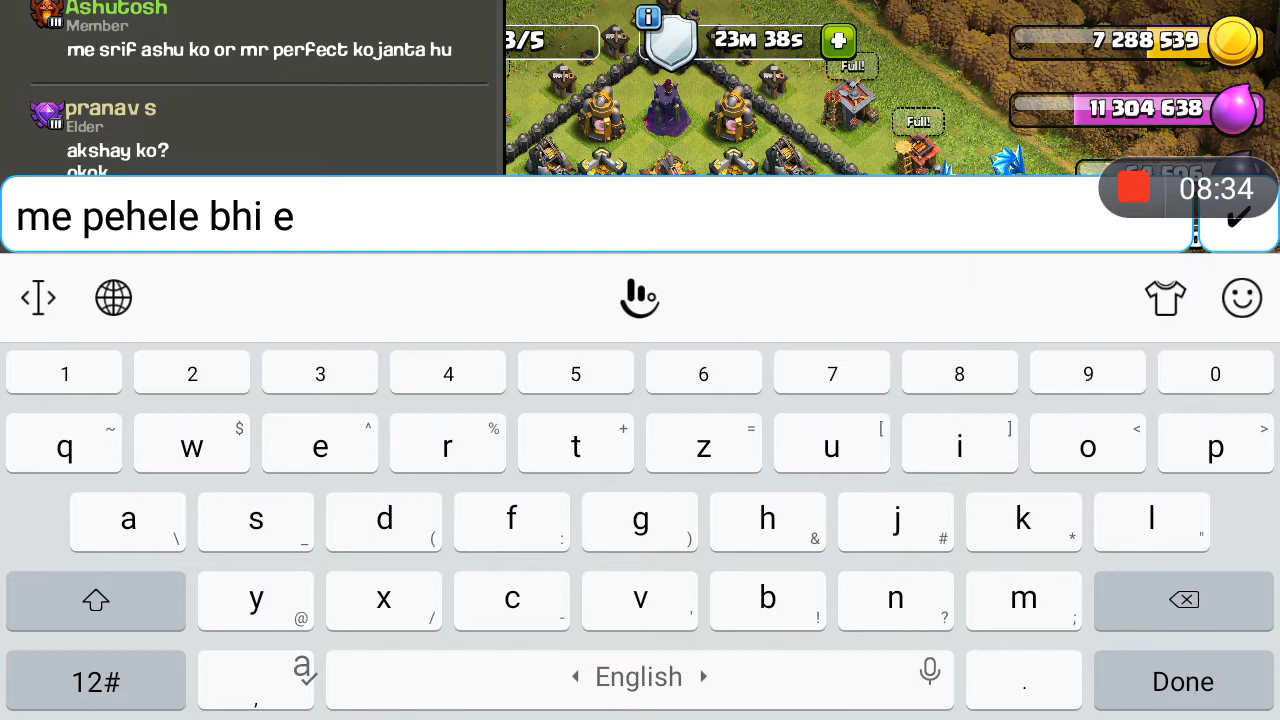 Ashutosh
Member
me srif ashu ko or mr perfect ko janta hu
pranav s
Elder
akshay ko?
okok
3/5
23M 38S
+
Full!
Full!
7 288 539
11 304 638
08:34
me pehele bhi e
1 2 3 4 5 6 7 8 9 0
q ~ w $ e ^ r % t + z = u [ i ] o < p >
a \ s _ d ( f : g ) h & j # k * l "
y @ x / c - v ' b ! n ? m ;
12# , a English . Done